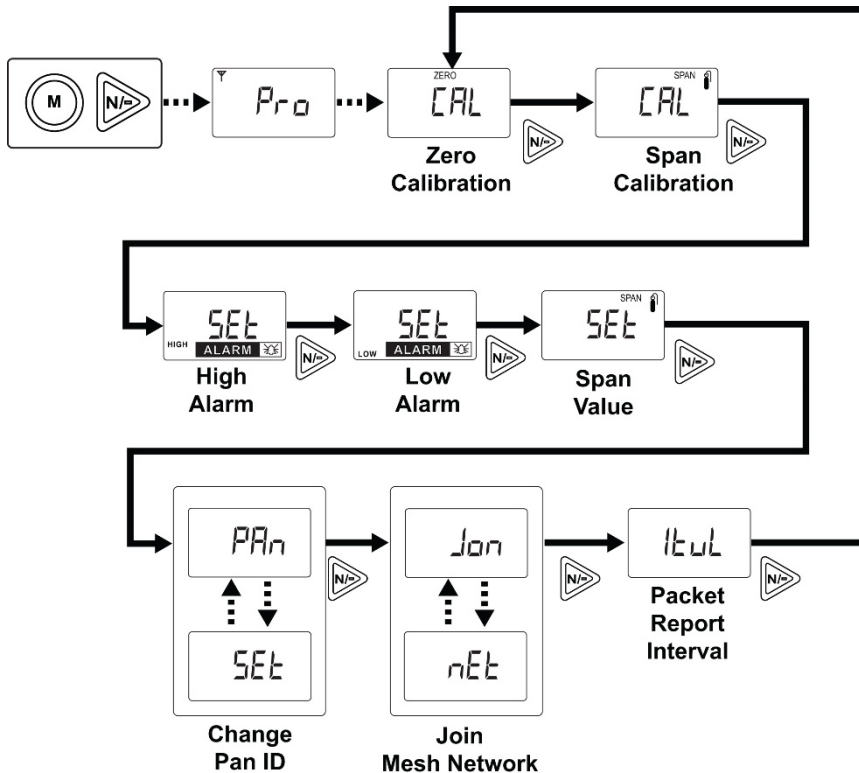 M N/-
Pro
ZERO
CAL
N/-
Zero
Calibration
SPAN
CAL
N/-
Span
Calibration
SEt
HIGH ALARM
N/-
High
Alarm
SEt
LOW ALARM
N/-
Low
Alarm
SPAN
SEt
N/-
Span
Value
PAn
SEt
N/-
Change
Pan ID
Jon
nEt
N/-
Join
Mesh Network
ItvL
N/-
Packet
Report
Interval